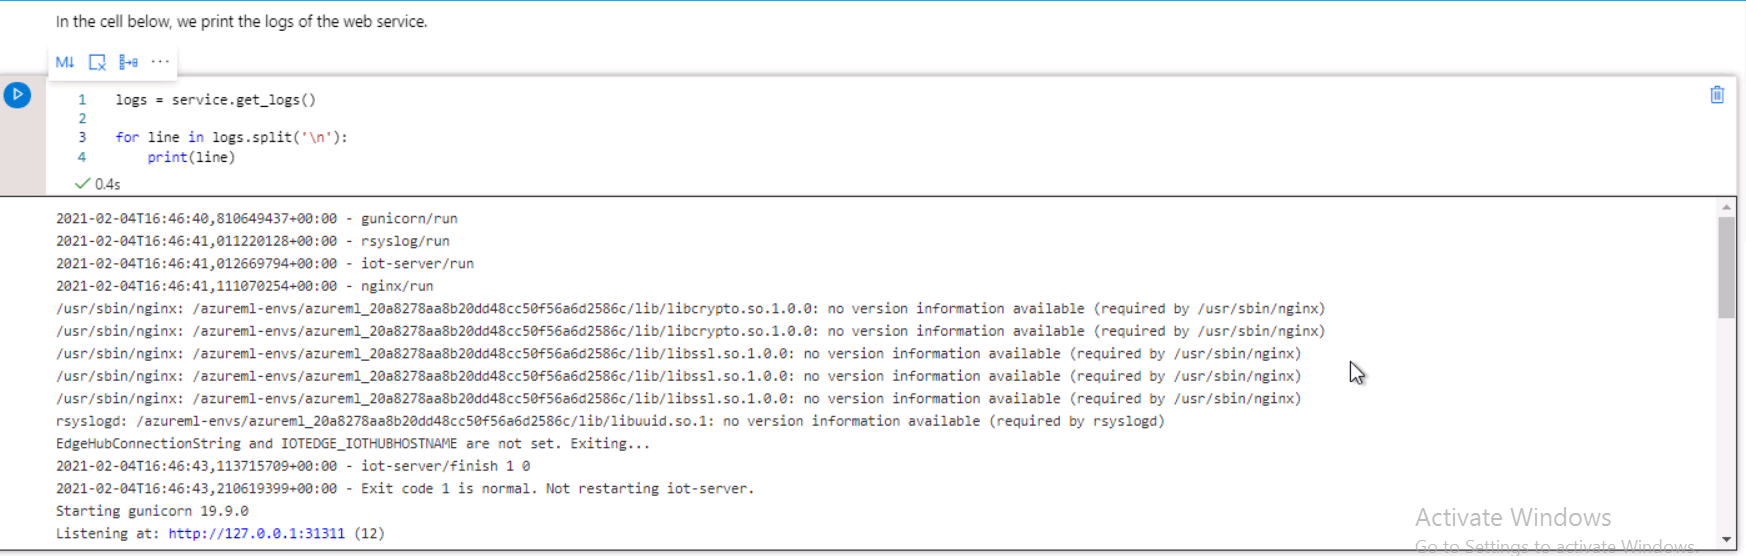 In the cell below, we print the logs of the web service.
M↓ ...
1 logs = service.get_logs()
2
3 for line in logs.split('\n'):
4     print(line)
0.4s
2021-02-04T16:46:40,810649437+00:00 - gunicorn/run
2021-02-04T16:46:41,011220128+00:00 - rsyslog/run
2021-02-04T16:46:41,012669794+00:00 - iot-server/run
2021-02-04T16:46:41,111070254+00:00 - nginx/run
/usr/sbin/nginx: /azureml-envs/azureml_20a8278aa8b20dd48cc50f56a6d2586c/lib/libcrypto.so.1.0.0: no version information available (required by /usr/sbin/nginx)
/usr/sbin/nginx: /azureml-envs/azureml_20a8278aa8b20dd48cc50f56a6d2586c/lib/libcrypto.so.1.0.0: no version information available (required by /usr/sbin/nginx)
/usr/sbin/nginx: /azureml-envs/azureml_20a8278aa8b20dd48cc50f56a6d2586c/lib/libssl.so.1.0.0: no version information available (required by /usr/sbin/nginx)
/usr/sbin/nginx: /azureml-envs/azureml_20a8278aa8b20dd48cc50f56a6d2586c/lib/libssl.so.1.0.0: no version information available (required by /usr/sbin/nginx)
/usr/sbin/nginx: /azureml-envs/azureml_20a8278aa8b20dd48cc50f56a6d2586c/lib/libssl.so.1.0.0: no version information available (required by /usr/sbin/nginx)
rsyslogd: /azureml-envs/azureml_20a8278aa8b20dd48cc50f56a6d2586c/lib/libuuid.so.1: no version information available (required by rsyslogd)
EdgeHubConnectionString and IOTEDGE_IOTHUBHOSTNAME are not set. Exiting...
2021-02-04T16:46:43,113715709+00:00 - iot-server/finish 1 0
2021-02-04T16:46:43,210619399+00:00 - Exit code 1 is normal. Not restarting iot-server.
Starting gunicorn 19.9.0
Listening at: http://127.0.0.1:31311 (12)
Activate Windows
Go to Settings to activate Windows.